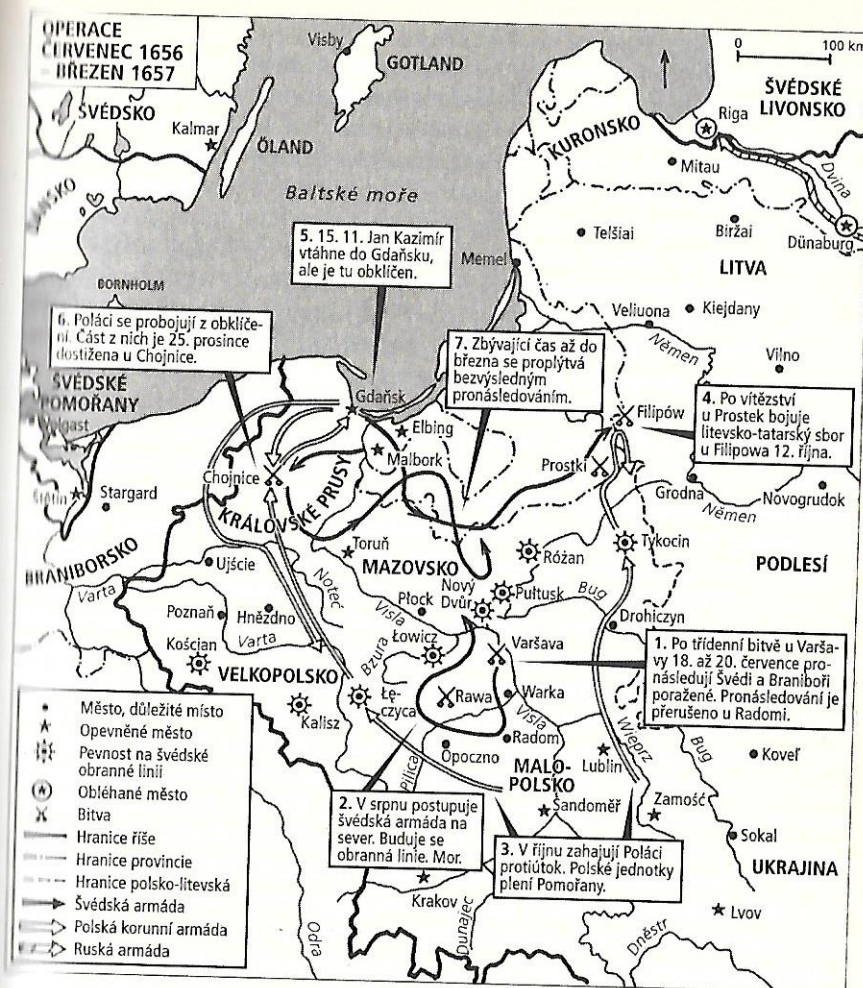 OPERACE
ČERVENEC 1656
– BŘEZEN 1657
Visby
GOTLAND
0 100 km
ŠVÉDSKO
Kalmar
ÖLAND
ŠVÉDSKÉ
LIVONSKO
Riga
KURONSKO
Mitau
Dvina
Baltské moře
Telšiai
Biržai
Dünaburg
LITVA
5. 15. 11. Jan Kazimír
vtáhne do Gdaňsku,
ale je tu obklíčen.
Memel
BORNHOLM
Veliuona
Kiejdany
Němen
Vilno
6. Poláci se probojují z obklíče-
ní. Část z nich je 25. prosince
dostižena u Chojnice.
7. Zbývající čas až do
března se proplýtvá
bezvýsledným
pronásledováním.
ŠVÉDSKÉ
POMOŘANY
Gdaňsk
Elbing
Malbork
Filipów
4. Po vítězství
u Prostek bojuje
litevsko-tatarský sbor
u Filipowa 12. října.
Štětín
Stargard
Chojnice
KRÁLOVSKÉ PRUSY
Prostki
Grodna
Němen
Novogrudok
BRANIBORSKO
Toruň
MAZOVSKO
Różan
Tykocin
PODLESÍ
Ujście
Varta
Noteć
Nový
Dvůr
Pułtusk
Bug
Poznaň
Hnězdno
Visla
Płock
Drohiczyn
Kościan
Varta
Bzura
Łowicz
Varšava
VELKOPOLSKO
Kalisz
Łę-
czyca
Rawa
Warka
1. Po třídenní bitvě u Varša-
vy 18. až 20. července pro-
následují Švédi a Braniboři
poražené. Pronásledování je
přerušeno u Radomi.
Visla
Opoczno
Radom
Pilica
MALO-
POLSKO
Lublin
Wieprz
Bug
Koveľ
2. V srpnu postupuje
švédská armáda na
sever. Buduje se
obranná linie. Mor.
Sandoměř
Zamość
3. V říjnu zahajují Poláci
protiútok. Polské jednotky
plení Pomořany.
Sokal
UKRAJINA
Krakov
Dunajec
Odra
Lvov
Dněstr
Město, důležité místo
Opevněné město
Pevnost na švédské
obranné linii
Obléhané město
Bitva
Hranice říše
Hranice provincie
Hranice polsko-litevská
Švédská armáda
Polská korunní armáda
Ruská armáda